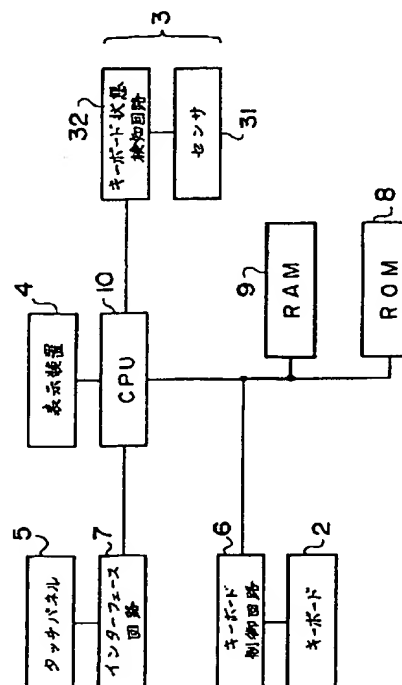 5
タッチパネル
7
インターフェース
回路
4
表示装置
10
CPU
32
キーボード状態
検知回路
センサ
31
3
6
キーボード
制御回路
キーボード
2
9
RAM
ROM
8